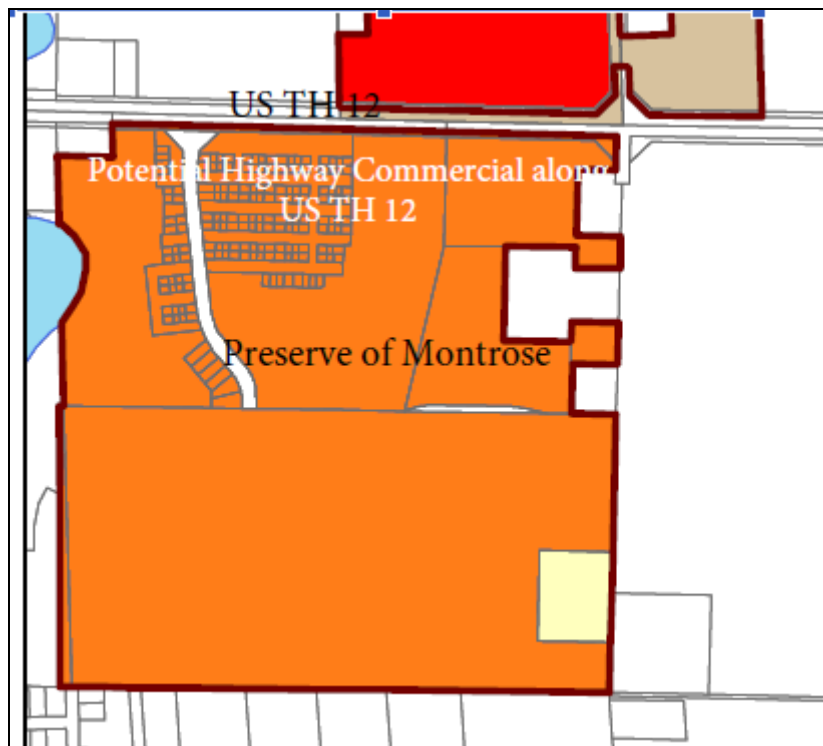 US TH 12
Potential Highway Commercial along
US TH 12
Preserve of Montrose